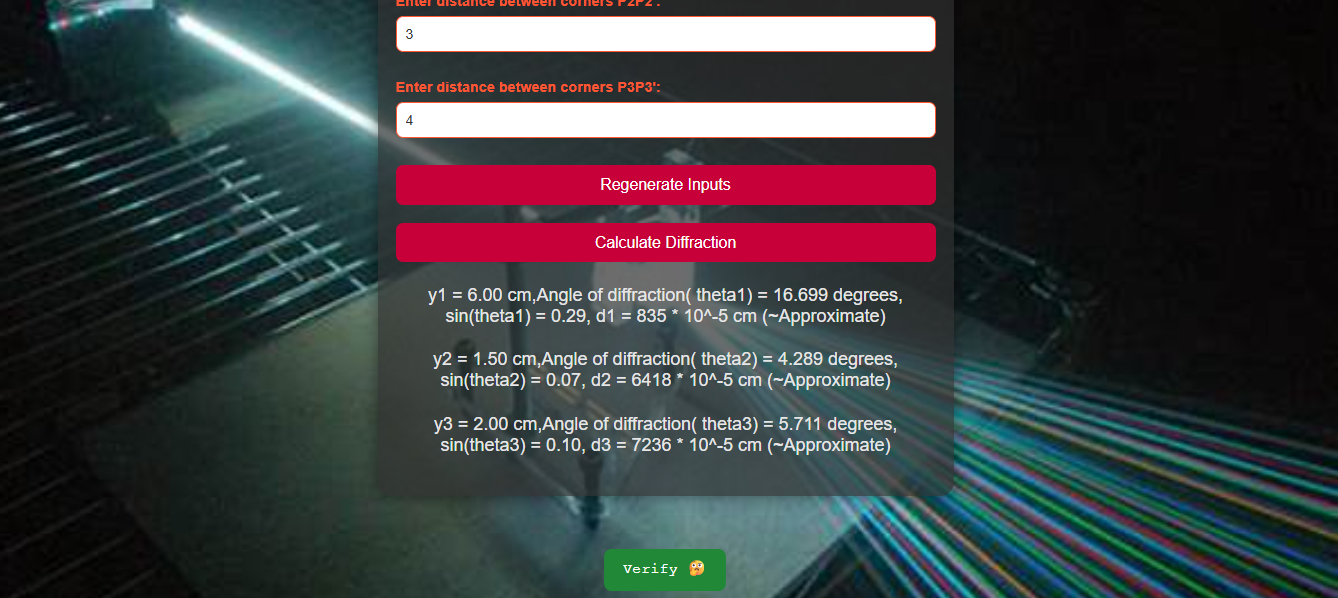 Enter distance between corners P2P2':
3
Enter distance between corners P3P3':
4
Regenerate Inputs
Calculate Diffraction
y1 = 6.00 cm,Angle of diffraction( theta1) = 16.699 degrees,
sin(theta1) = 0.29, d1 = 835 * 10^-5 cm (~Approximate)
y2 = 1.50 cm,Angle of diffraction( theta2) = 4.289 degrees,
sin(theta2) = 0.07, d2 = 6418 * 10^-5 cm (~Approximate)
y3 = 2.00 cm,Angle of diffraction( theta3) = 5.711 degrees,
sin(theta3) = 0.10, d3 = 7236 * 10^-5 cm (~Approximate)
Verify 🤔